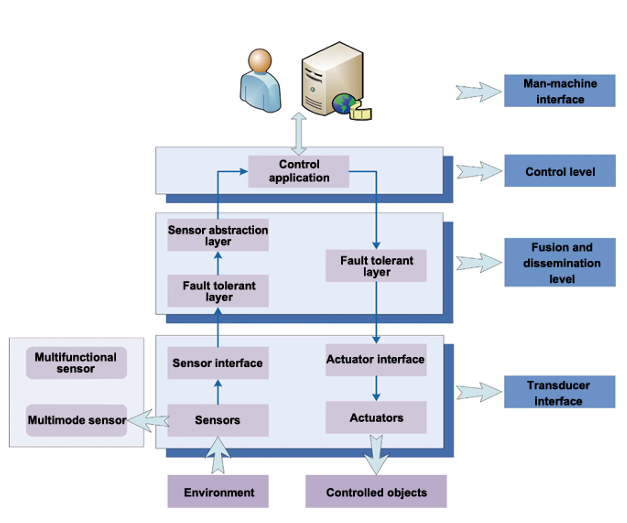 Man-machine
interface
Control
application
Control level
Sensor abstraction
layer
Fault tolerant
layer
Fault tolerant
layer
Fusion and
dissemination
level
Multifunctional
sensor
Sensor interface
Actuator interface
Transducer
interface
Multimode sensor
Sensors
Actuators
Environment
Controlled objects